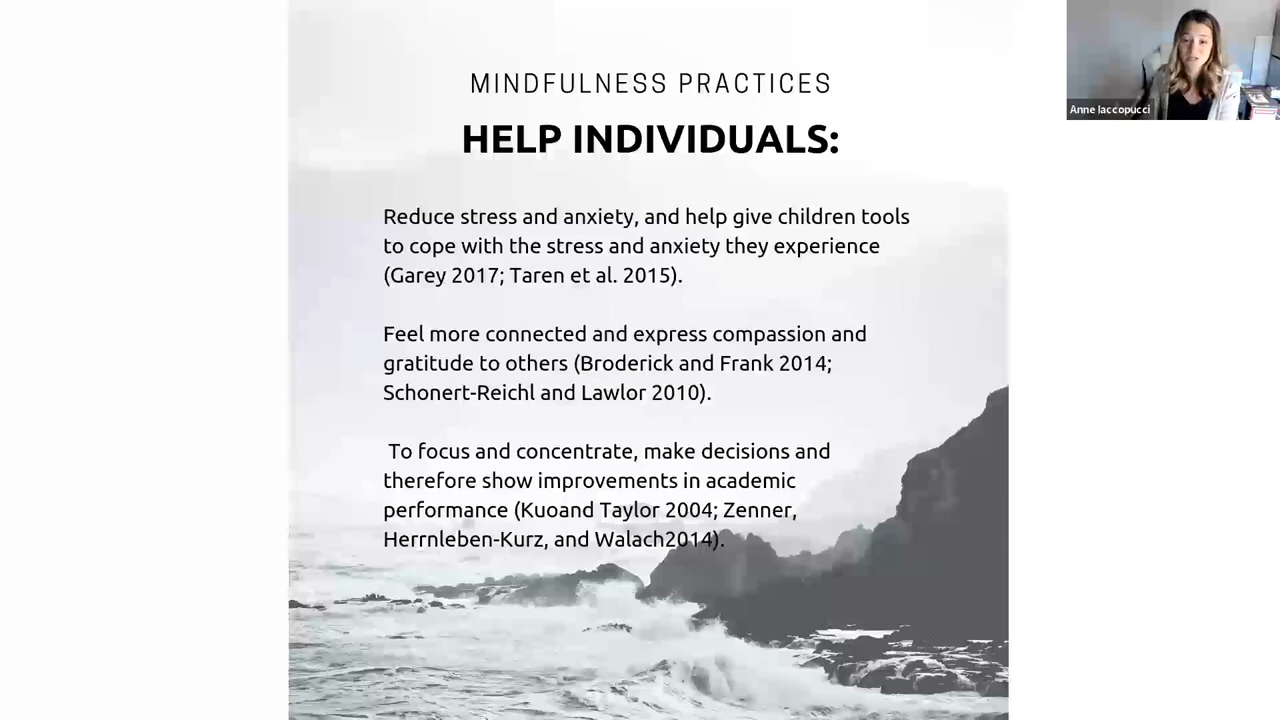 MINDFULNESS PRACTICES
HELP INDIVIDUALS:
Reduce stress and anxiety, and help give children tools
to cope with the stress and anxiety they experience
(Garey 2017; Taren et al. 2015).
Feel more connected and express compassion and
gratitude to others (Broderick and Frank 2014;
Schonert-Reichl and Lawlor 2010).
To focus and concentrate, make decisions and
therefore show improvements in academic
performance (Kuoand Taylor 2004; Zenner,
Herrnleben-Kurz, and Walach2014).
Anne Iaccopucci